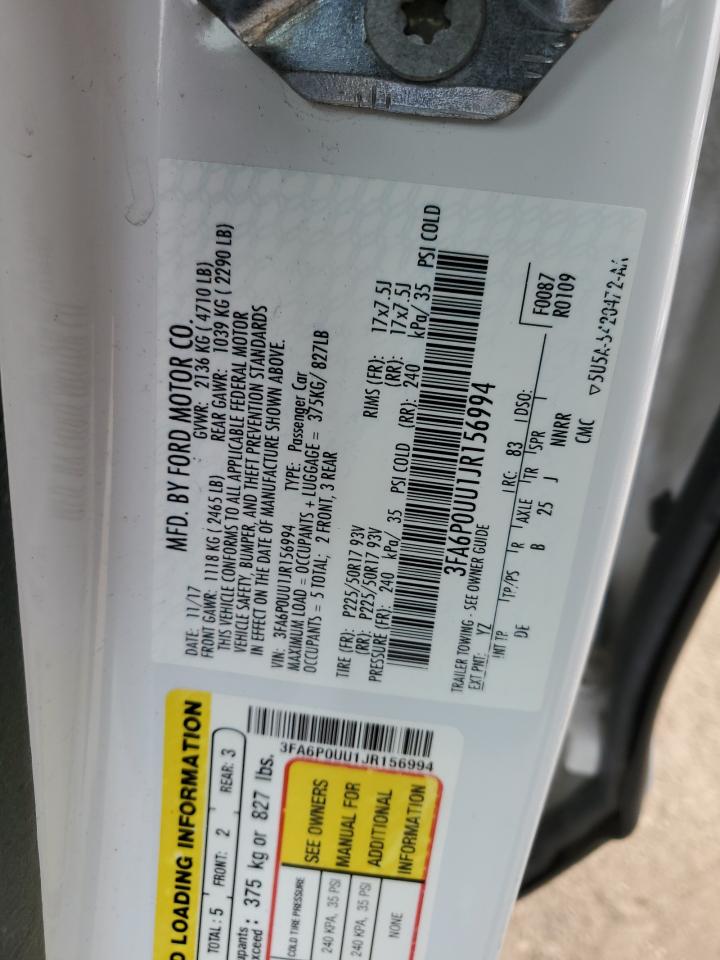 MFD. BY FORD MOTOR CO.
DATE: 11/17 GVWR: 2136 KG ( 4710 LB)
FRONT GAWR: 1118 KG ( 2465 LB) REAR GAWR: 1039 KG ( 2290 LB)
THIS VEHICLE CONFORMS TO ALL APPLICABLE FEDERAL MOTOR
VEHICLE SAFETY, BUMPER, AND THEFT PREVENTION STANDARDS
IN EFFECT ON THE DATE OF MANUFACTURE SHOWN ABOVE.
VIN: 3FA6P0UU1JR156994 TYPE: Passenger Car
MAXIMUM LOAD = OCCUPANTS + LUGGAGE = 375KG/ 827LB
OCCUPANTS = 5 TOTAL; 2 FRONT, 3 REAR
TIRE (FR): P225/50R17 93V RIMS (FR): 17x7.5J
(RR): P225/50R17 93V (RR): 17x7.5J
PRESSURE (FR): 240 kPa/ 35 PSI COLD (RR): 240 kPa/ 35 PSI COLD
3FA6P0UU1JR156994
TRAILER TOWING - SEE OWNER GUIDE
EXT PNT: YZ RC: 83 DSO:
INT TR TP/PS R AXLE TR SPR
DE B 25 J I NNRR
F0087
R0109
CMC
3FA6P0UU1JR156994
LOADING INFORMATION
TOTAL : 5 FRONT: 2 REAR: 3
375 kg or 827 lbs.
COLD TIRE PRESSURE
240 KPA, 35 PSI
240 KPA, 35 PSI
NONE
SEE OWNERS
MANUAL FOR
ADDITIONAL
INFORMATION